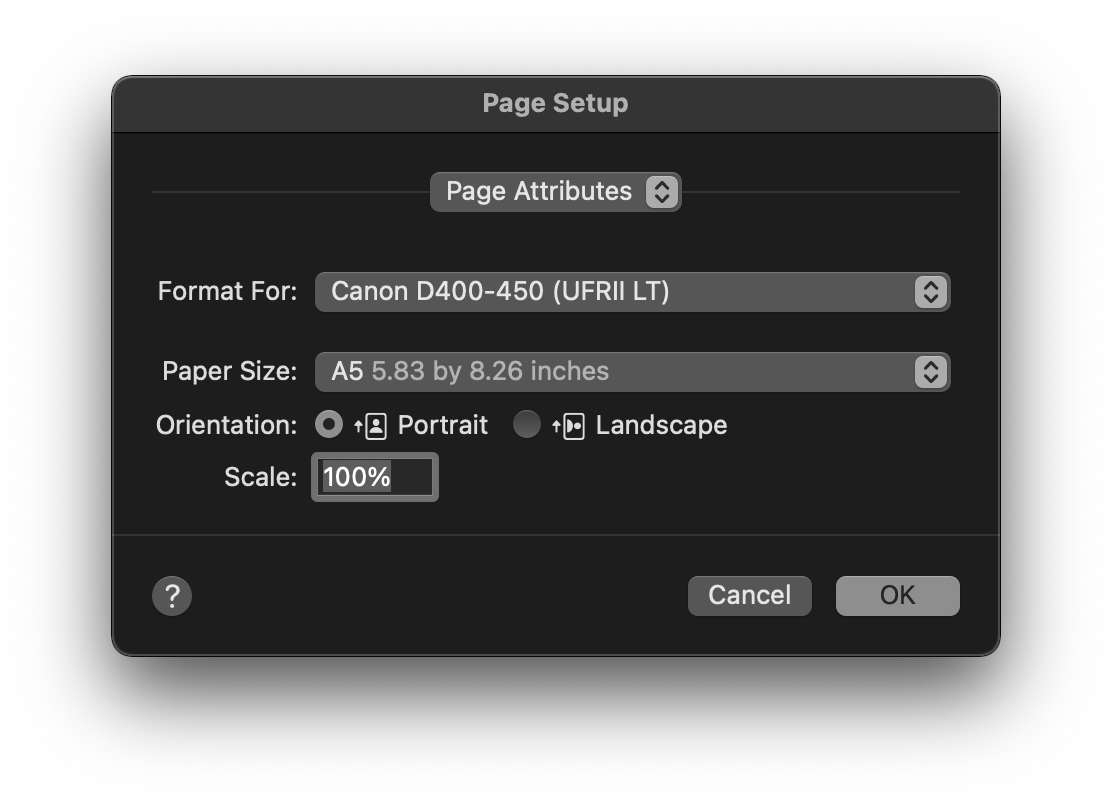 Page Setup
Page Attributes
Format For: Canon D400-450 (UFRII LT)
Paper Size: A5 5.83 by 8.26 inches
Orientation: Portrait Landscape
Scale: 100%
? Cancel OK